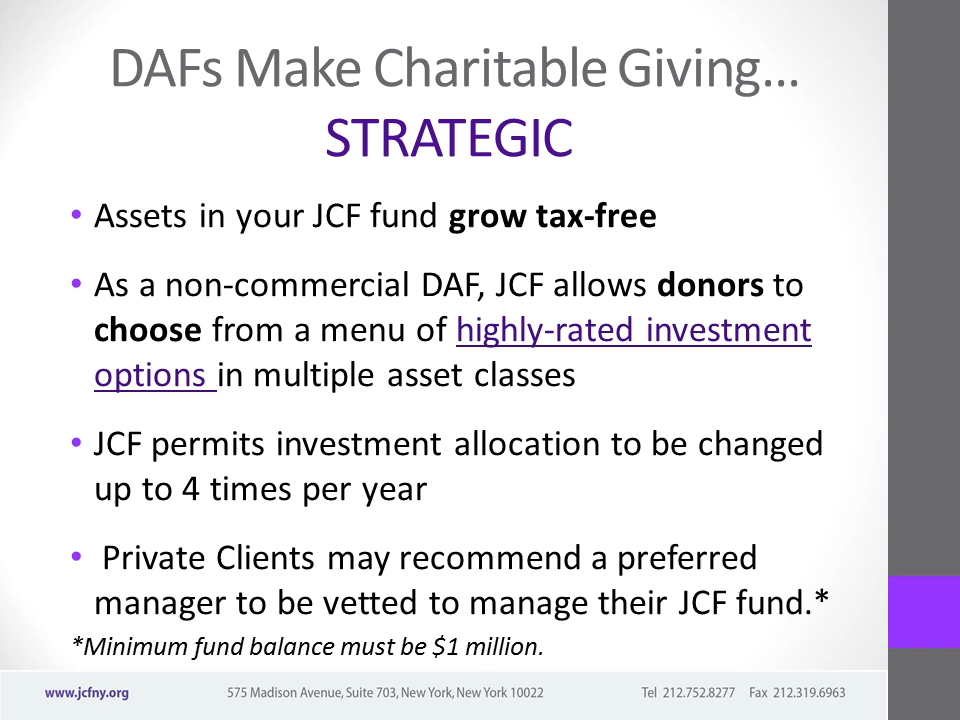 DAFs Make Charitable Giving…
STRATEGIC
• Assets in your JCF fund grow tax-free
• As a non-commercial DAF, JCF allows donors to
choose from a menu of highly-rated investment
options in multiple asset classes
• JCF permits investment allocation to be changed
up to 4 times per year
• Private Clients may recommend a preferred
manager to be vetted to manage their JCF fund.*
*Minimum fund balance must be $1 million.
www.jcfny.org 575 Madison Avenue, Suite 703, New York, New York 10022 Tel 212.752.8277 Fax 212.319.6963